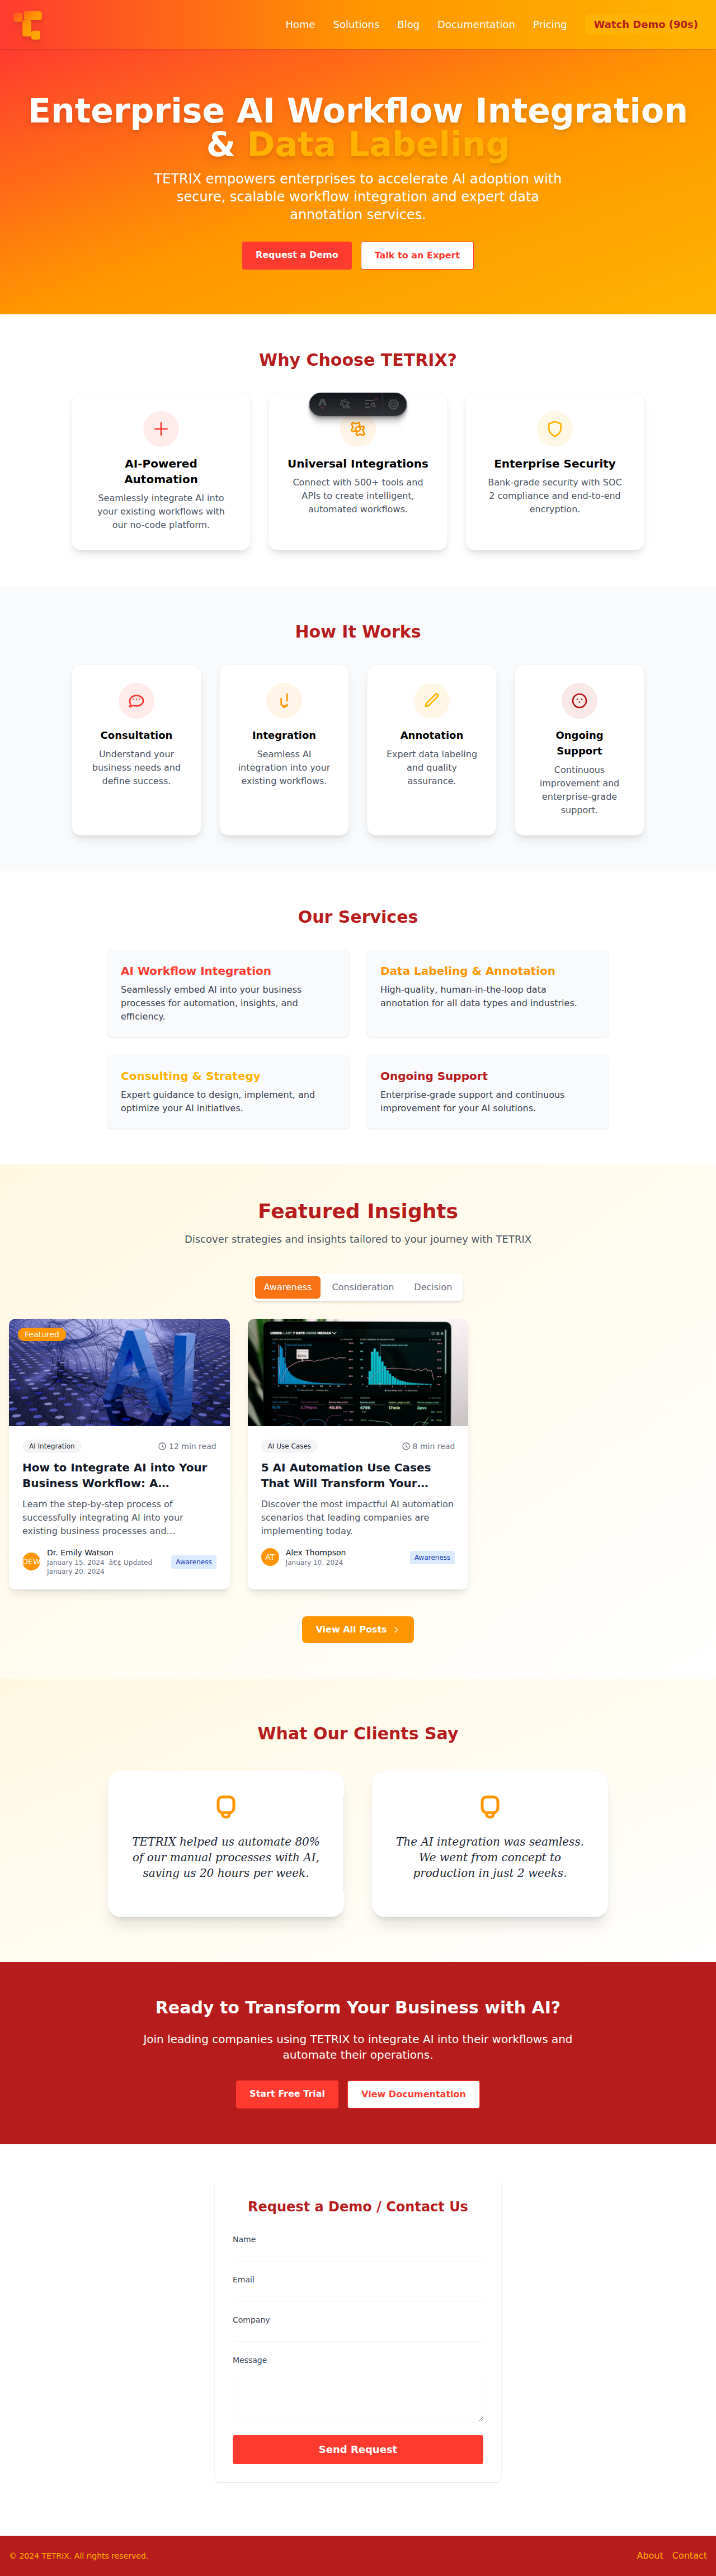 Home Solutions Blog Documentation Pricing Watch Demo (90s)
Enterprise AI Workflow Integration
& Data Labeling
TETRIX empowers enterprises to accelerate AI adoption with
secure, scalable workflow integration and expert data
annotation services.
Request a Demo Talk to an Expert
Why Choose TETRIX?
AI-Powered
Automation
Seamlessly integrate AI into
your existing workflows with
our no-code platform.
Universal Integrations
Connect with 500+ tools and
APIs to create intelligent,
automated workflows.
Enterprise Security
Bank-grade security with SOC
2 compliance and end-to-end
encryption.
How It Works
Consultation
Understand your
business needs and
define success.
Integration
Seamless AI
integration into your
existing workflows.
Annotation
Expert data labeling
and quality
assurance.
Ongoing
Support
Continuous
improvement and
enterprise-grade
support.
Our Services
AI Workflow Integration
Seamlessly embed AI into your business
processes for automation, insights, and
efficiency.
Data Labeling & Annotation
High-quality, human-in-the-loop data
annotation for all data types and industries.
Consulting & Strategy
Expert guidance to design, implement, and
optimize your AI initiatives.
Ongoing Support
Enterprise-grade support and continuous
improvement for your AI solutions.
Featured Insights
Discover strategies and insights tailored to your journey with TETRIX
Awareness Consideration Decision
Featured
AI
AI Integration 12 min read
How to Integrate AI into Your
Business Workflow: A...
Learn the step-by-step process of
successfully integrating AI into your
existing business processes and...
DEW
Dr. Emily Watson
January 15, 2024 â€¢ Updated
January 20, 2024
Awareness
USERS: LAST 7 DAYS USING MEDIAN
AI Use Cases 8 min read
5 AI Automation Use Cases
That Will Transform Your...
Discover the most impactful AI automation
scenarios that leading companies are
implementing today.
AT
Alex Thompson
January 10, 2024
Awareness
View All Posts
What Our Clients Say
TETRIX helped us automate 80%
of our manual processes with AI,
saving us 20 hours per week.
The AI integration was seamless.
We went from concept to
production in just 2 weeks.
Ready to Transform Your Business with AI?
Join leading companies using TETRIX to integrate AI into their workflows and
automate their operations.
Start Free Trial View Documentation
Request a Demo / Contact Us
Name
Email
Company
Message
Send Request
© 2024 TETRIX. All rights reserved. About Contact